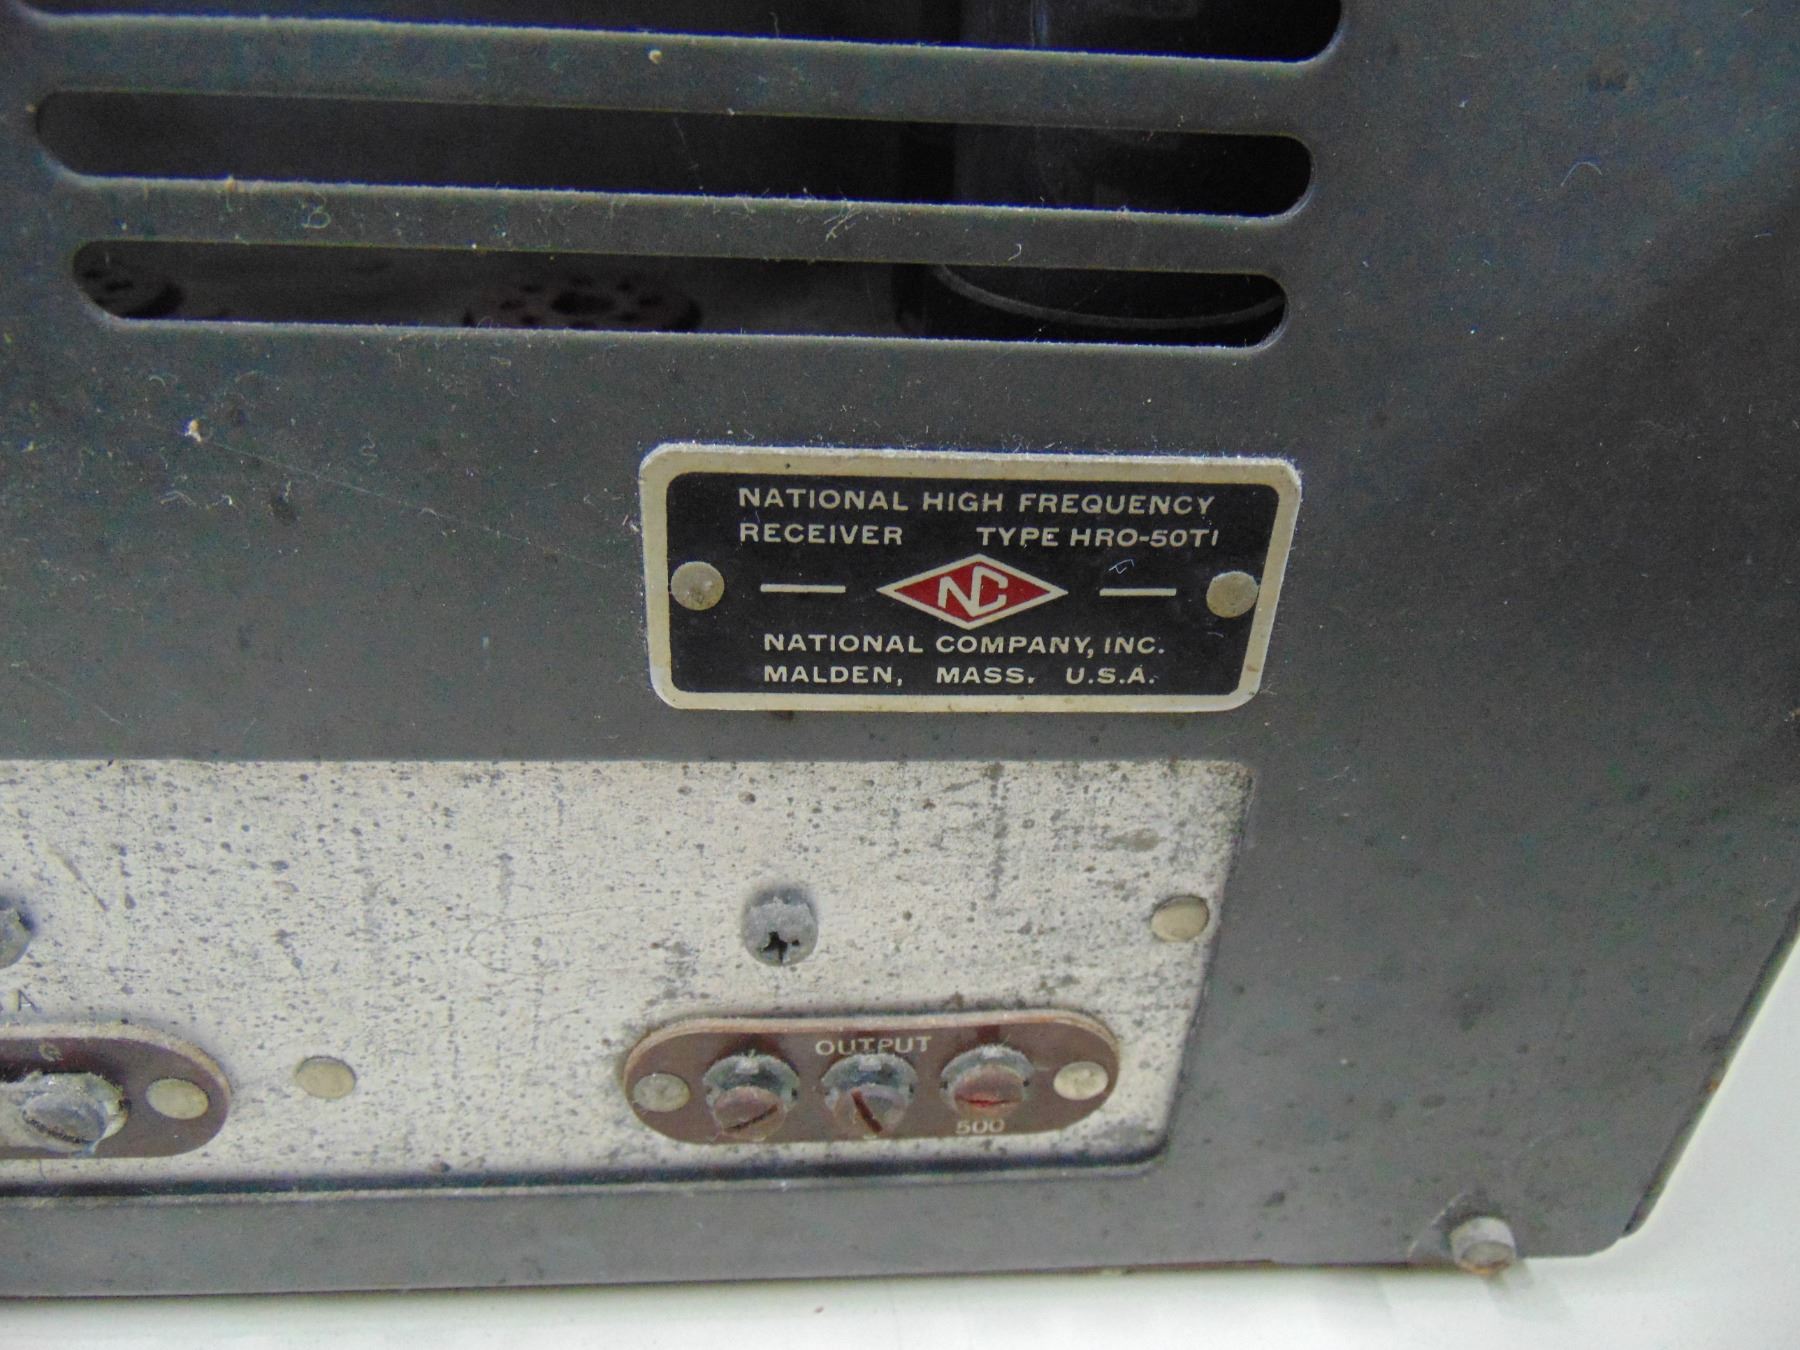 NATIONAL HIGH FREQUENCY
RECEIVER TYPE HRO-50T1
NC
NATIONAL COMPANY, INC.
MALDEN, MASS. U.S.A.
A
G
OUTPUT
500